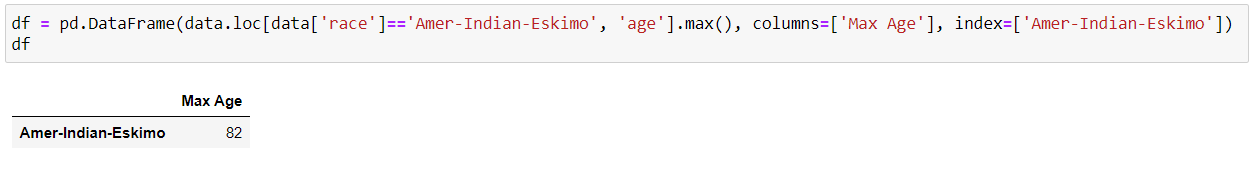 df = pd.DataFrame(data.loc[data['race']=='Amer-Indian-Eskimo', 'age'].max(), columns=['Max Age'], index=['Amer-Indian-Eskimo'])
df
Max Age
Amer-Indian-Eskimo 82